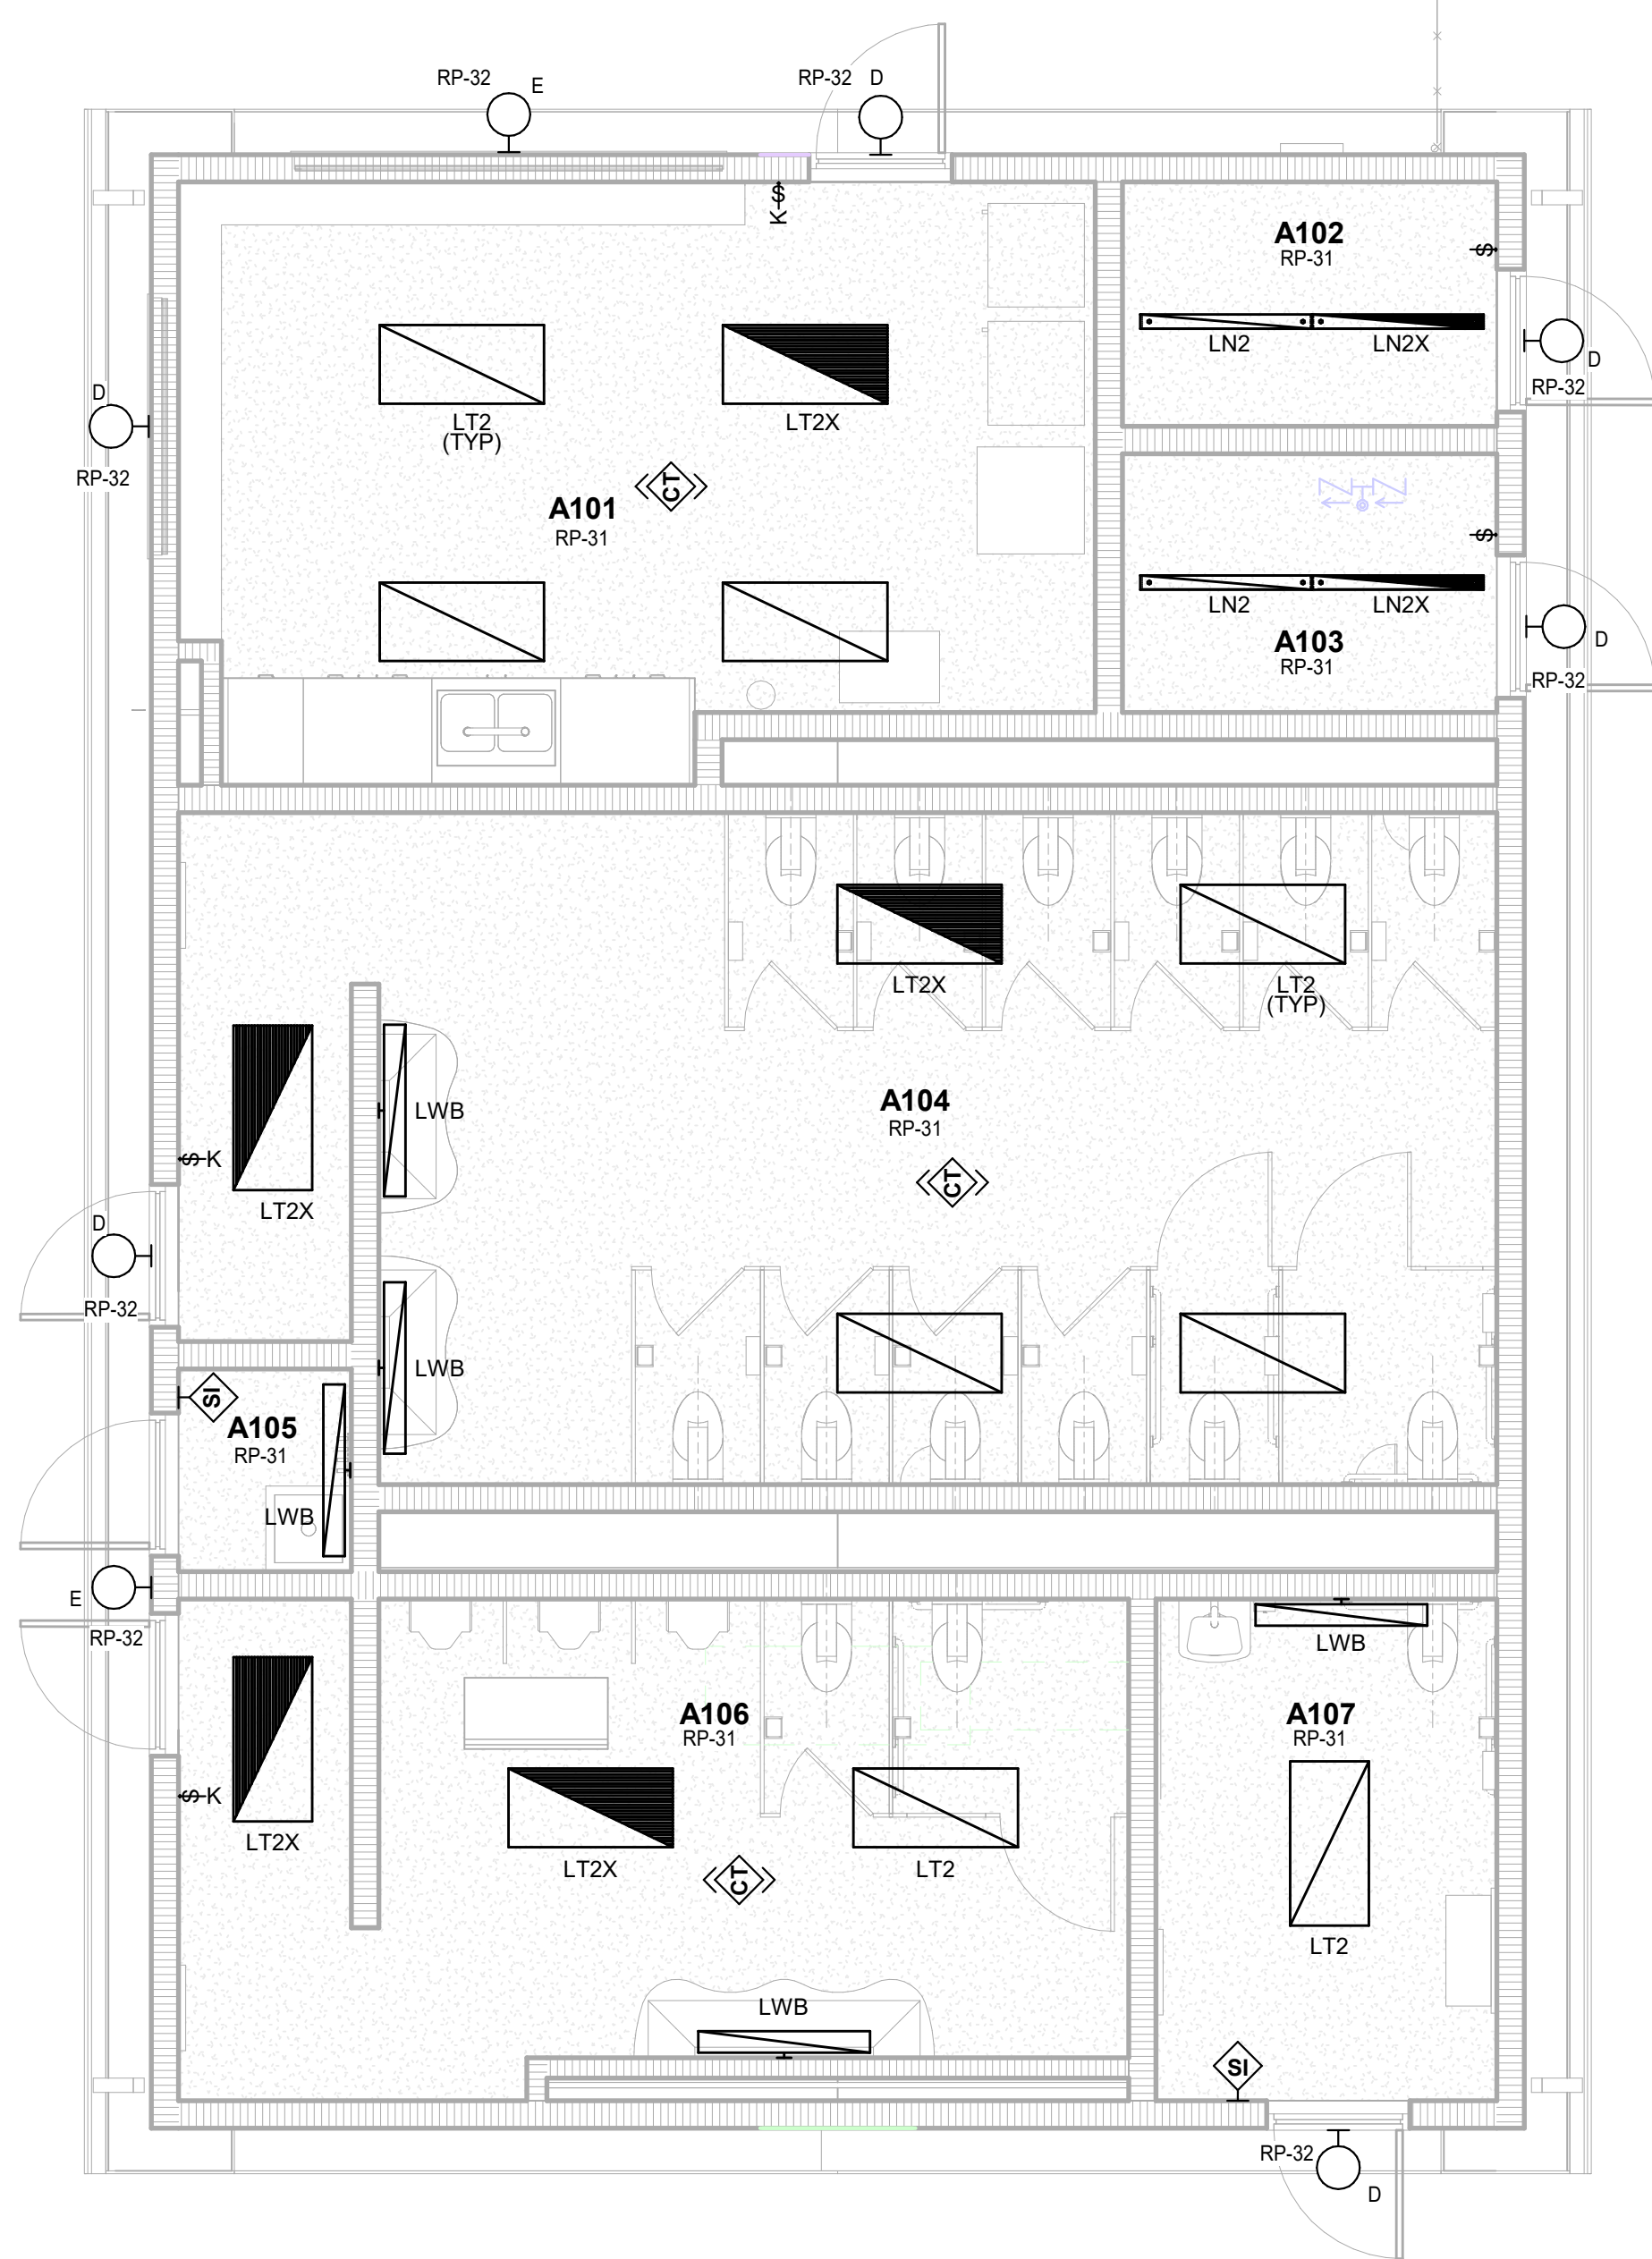 RP-32
E
RP-32
D
$
K
A102
RP-31
$
LN2
LN2X
D
RP-32
D
RP-32
LT2
(TYP)
LT2X
CT
A101
RP-31
$
LN2
LN2X
A103
RP-31
D
RP-32
LT2X
LT2
(TYP)
LWB
A104
RP-31
$
K
CT
LT2X
D
RP-32
LWB
SI
A105
RP-31
LWB
E
RP-32
LWB
A106
RP-31
A107
RP-31
$
K
LT2X
LT2X
LT2
CT
LT2
LWB
SI
RP-32
D